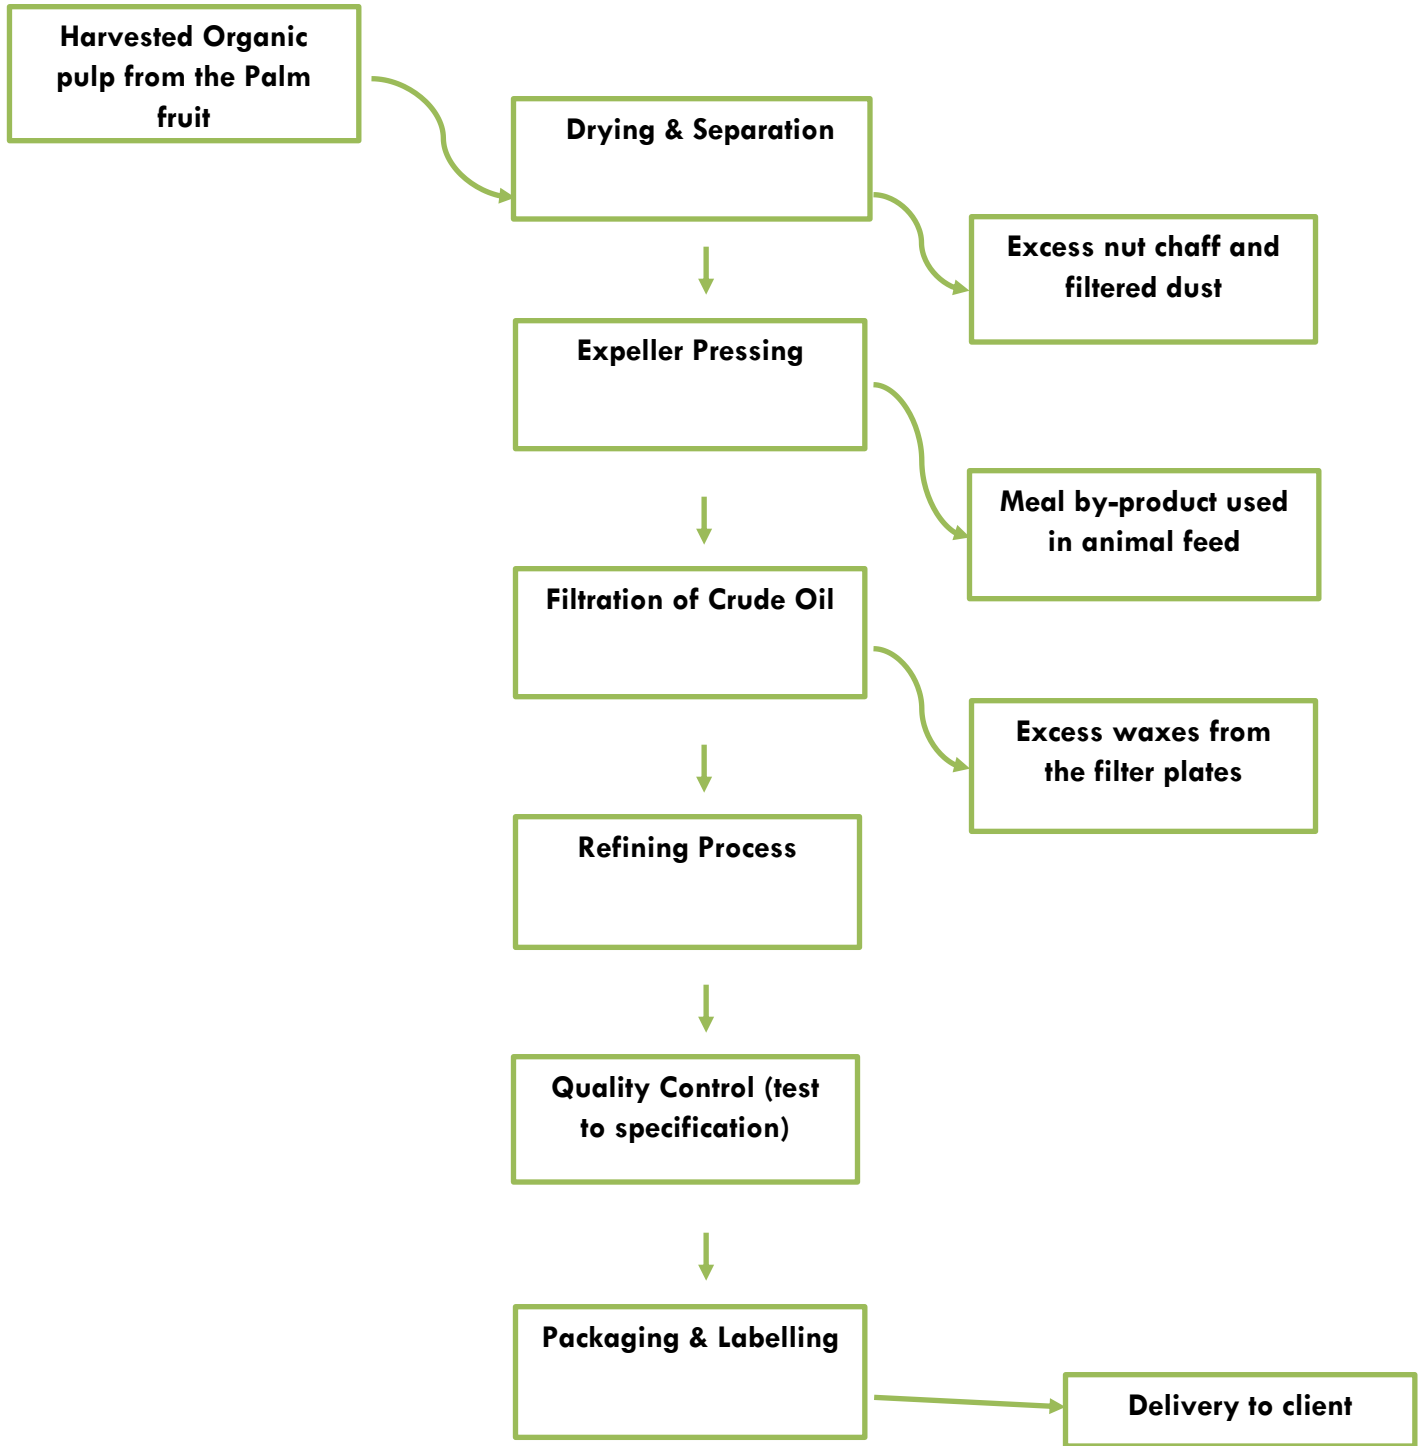 Harvested Organic
pulp from the Palm
fruit
Drying & Separation
Excess nut chaff and
filtered dust
Expeller Pressing
Meal by-product used
in animal feed
Filtration of Crude Oil
Excess waxes from
the filter plates
Refining Process
Quality Control (test
to specification)
Packaging & Labelling
Delivery to client